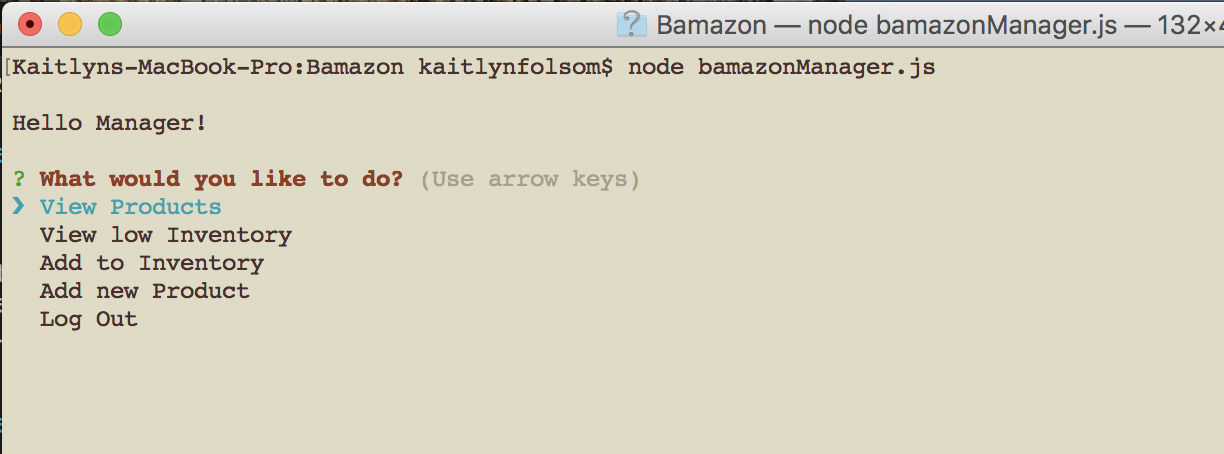 Bamazon — node bamazonManager.js — 132×4
[Kaitlyns-MacBook-Pro:Bamazon kaitlynfolsom$ node bamazonManager.js
Hello Manager!
? What would you like to do? (Use arrow keys)
❯ View Products
View low Inventory
Add to Inventory
Add new Product
Log Out